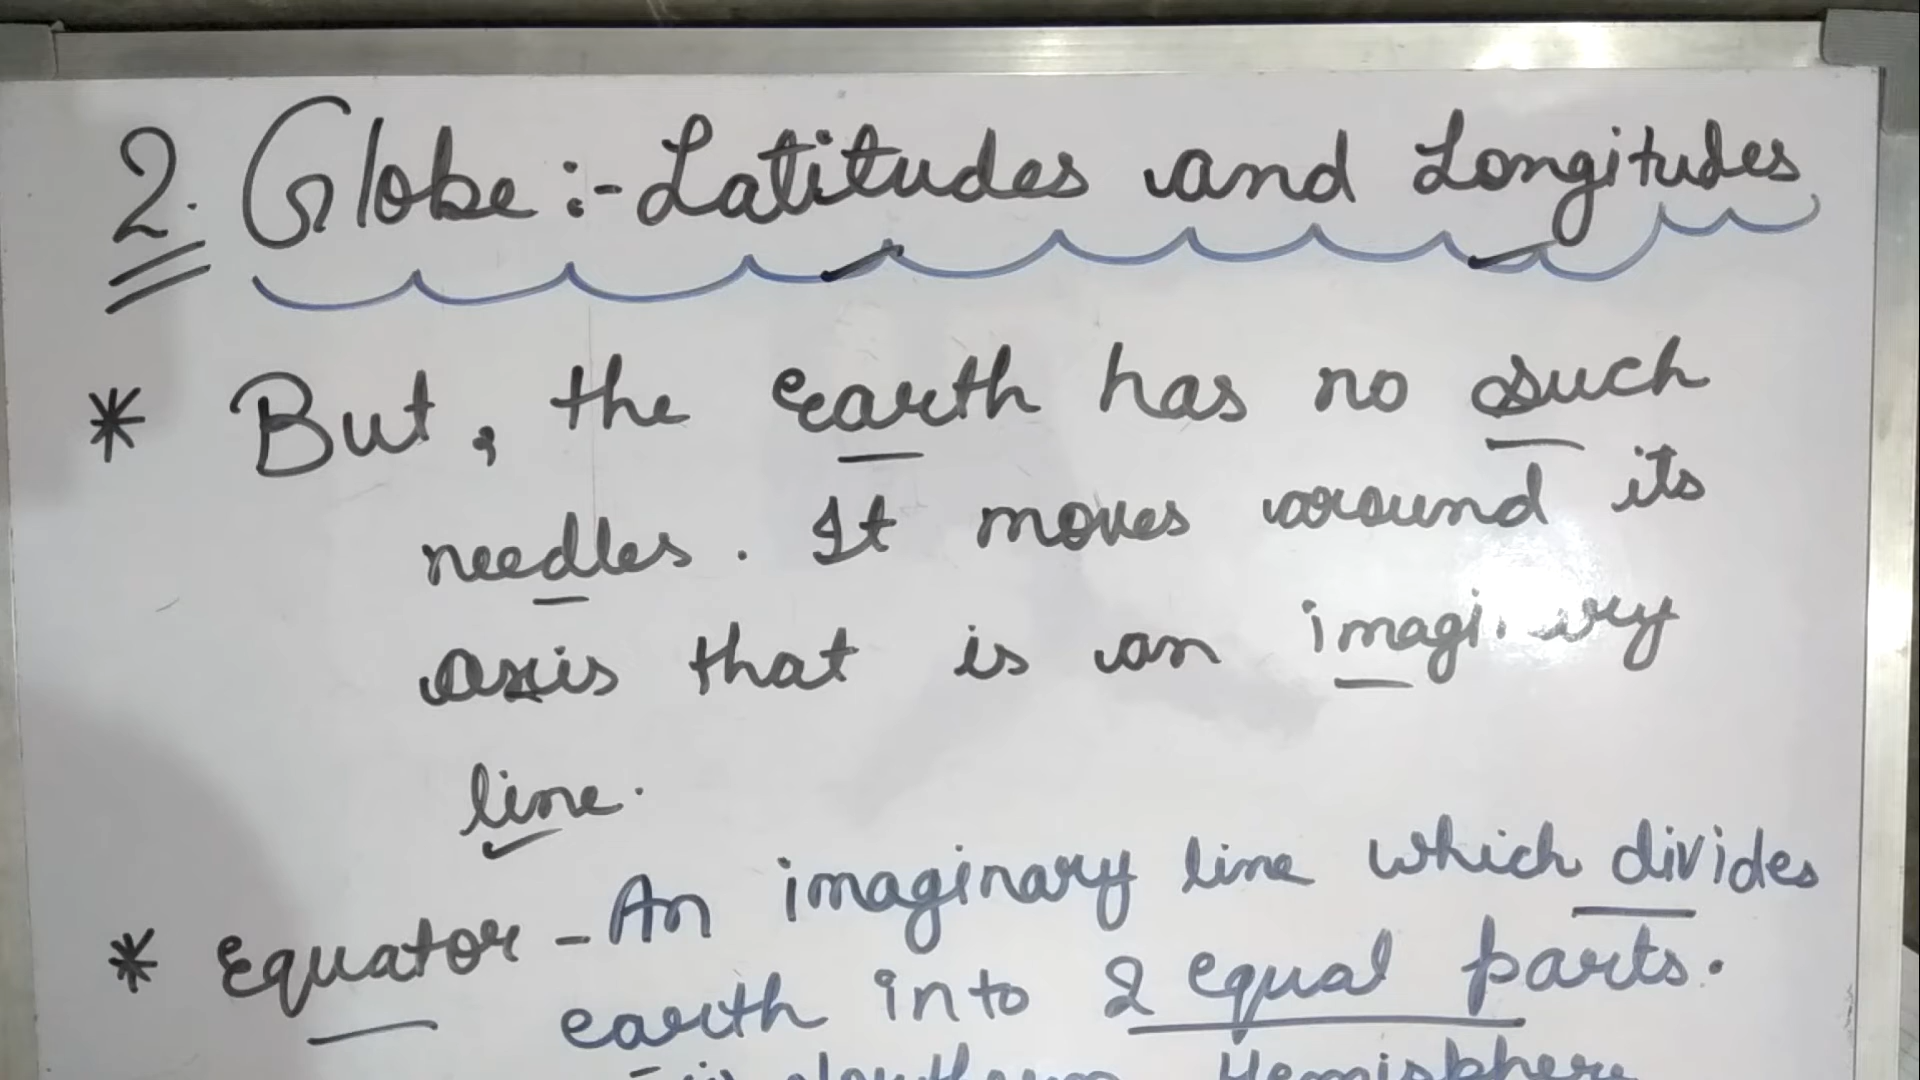 2. Globe:- Latitudes and Longitudes
* But, the earth has no such
needles. It moves around its
axis that is an imaginary
line.
* Equator - An imaginary line which divides
earth into 2 equal parts.
Hemisphere